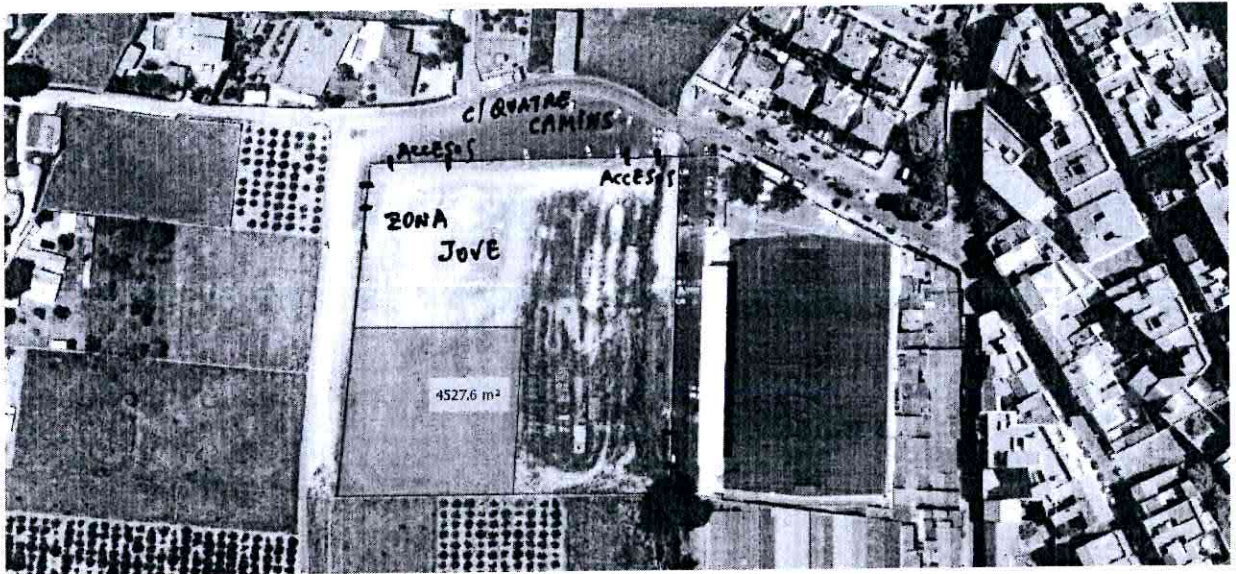 C/ QUATRE
CAMINS
ACCESOS
ACCESOS
ZONA
JOVE
4527.6 m²